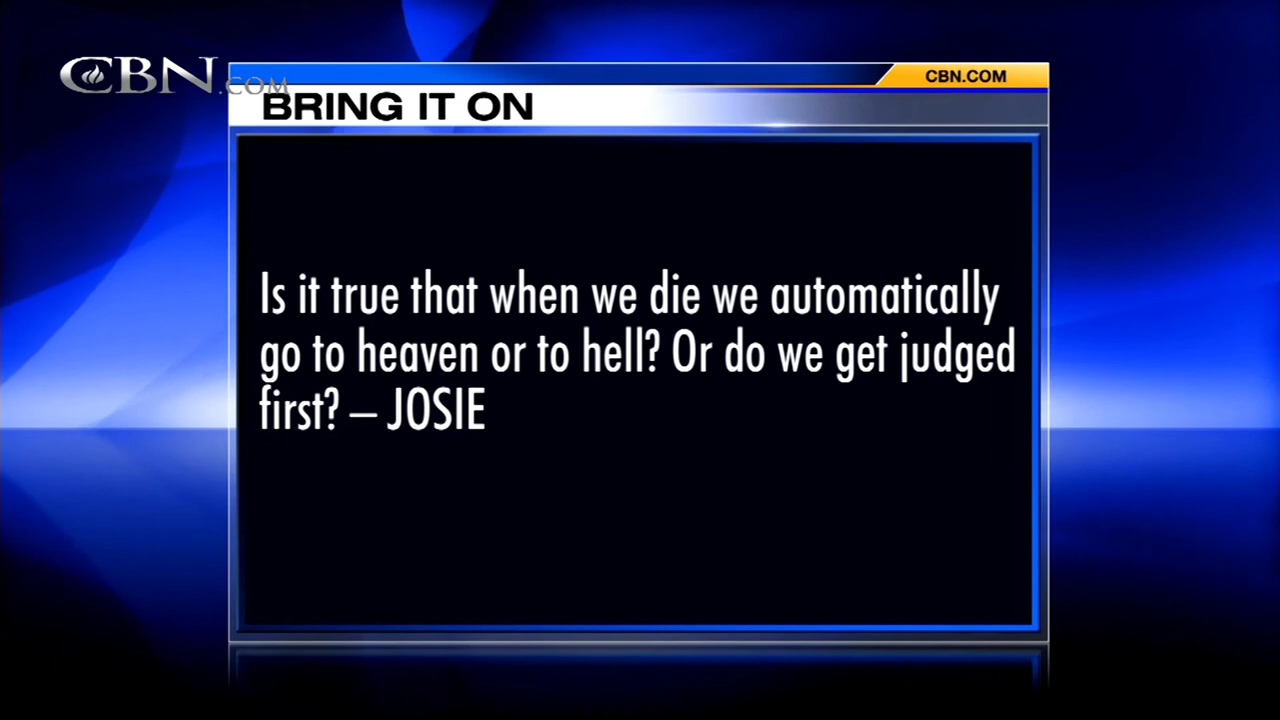 CBN.COM
CBN.COM
BRING IT ON
Is it true that when we die we automatically
go to heaven or to hell? Or do we get judged
first? – JOSIE